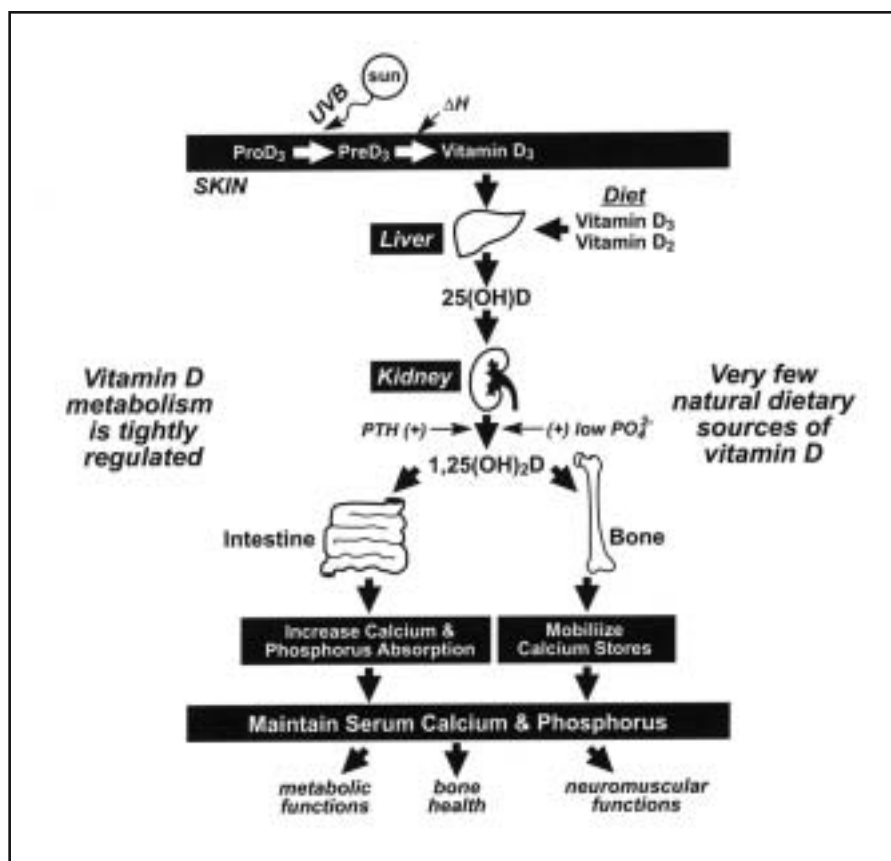 sun
UVB
ΔH
ProD₃ PreD₃ Vitamin D₃
SKIN
Diet
Vitamin D₃
Vitamin D₂
Liver
25(OH)D
Kidney
Vitamin D
metabolism
is tightly
regulated
Very few
natural dietary
sources of
vitamin D
PTH (+) (+) low PO₄²⁻
1,25(OH)₂D
Intestine
Bone
Increase Calcium &
Phosphorus Absorption
Mobiliize
Calcium Stores
Maintain Serum Calcium & Phosphorus
metabolic
functions
bone
health
neuromuscular
functions